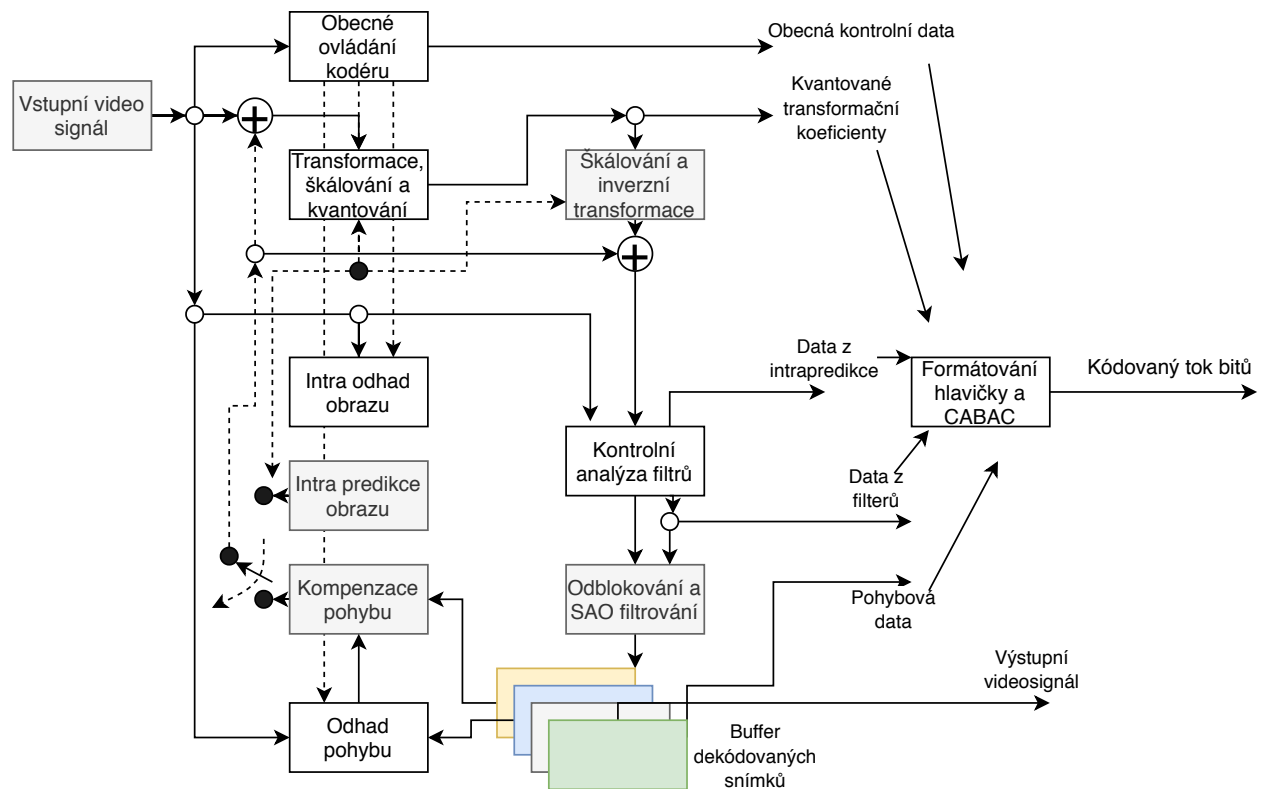 Obecné
ovládání
kodéru
Obecná kontrolní data
Vstupní video
signál
Kvantované
transformační
koeficienty
Transformace,
škálování a
kvantování
Škálování a
inverzní
transformace
Intra odhad
obrazu
Data z
intrapredikce
Formátování
hlavičky a
CABAC
Kódovaný tok bitů
Kontrolní
analýza filtrů
Intra predikce
obrazu
Data z
filterů
Kompenzace
pohybu
Odblokování a
SAO filtrování
Pohybová
data
Výstupní
videosignál
Odhad
pohybu
Buffer
dekódovaných
snímků